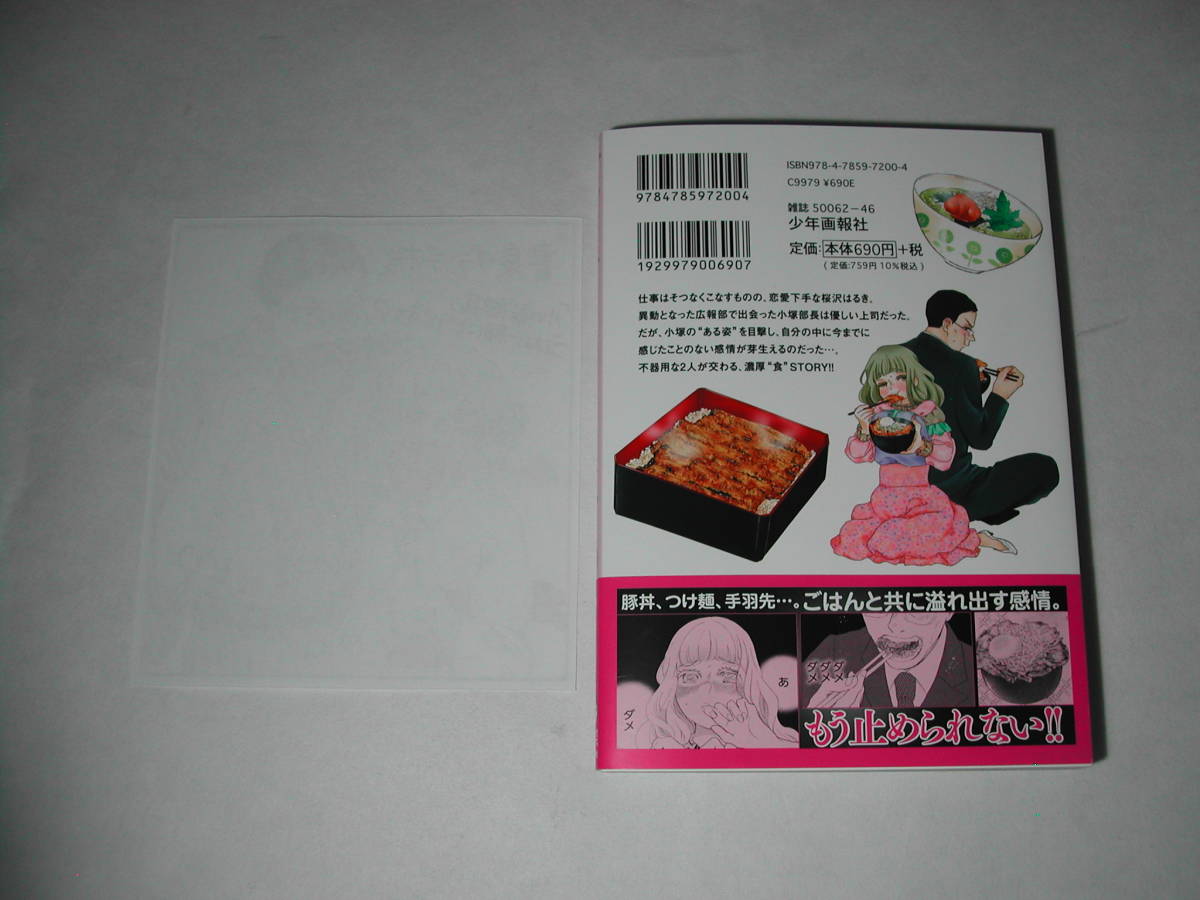 9784785972004
ISBN978-4-7859-7200-4
C9979 ¥690E
1929979006907
雑誌 50062-46
少年画報社
定価:本体690円+税
(定価:759円10%税込)
仕事はそつなくこなすものの、恋愛下手な桜沢はるき。
異動となった広報部で出会った小塚部長は優しい上司だった。
だが、小塚の“ある姿”を目撃し、自分の中に今までに
感じたことのない感情が芽生えるのだった…。
不器用な2人が交わる、濃厚“食”STORY!!
豚丼、つけ麺、手羽先…。ごはんと共に溢れ出す感情。
あ
ダメ
ダメ
ダメ
ダメ
もう止められない!!